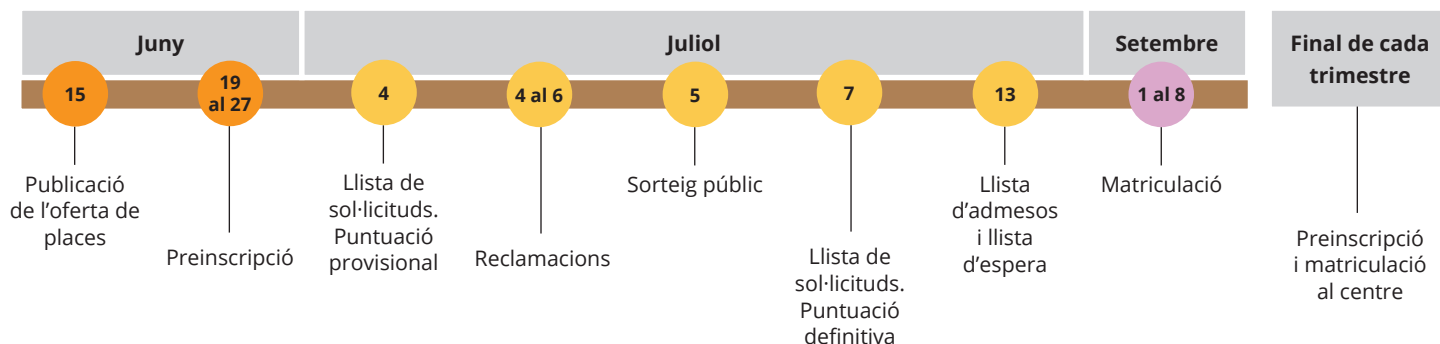 Juny
Juliol
Setembre
Final de cada
trimestre
15
19
al 27
4
4 al 6
5
7
13
1 al 8
Publicació
de l’oferta de
places
Preinscripció
Llista de
sol·licituds.
Puntuació
provisional
Reclamacions
Sorteig públic
Llista de
sol·licituds.
Puntuació
definitiva
Llista
d’admesos
i llista
d’espera
Matriculació
Preinscripció
i matriculació
al centre